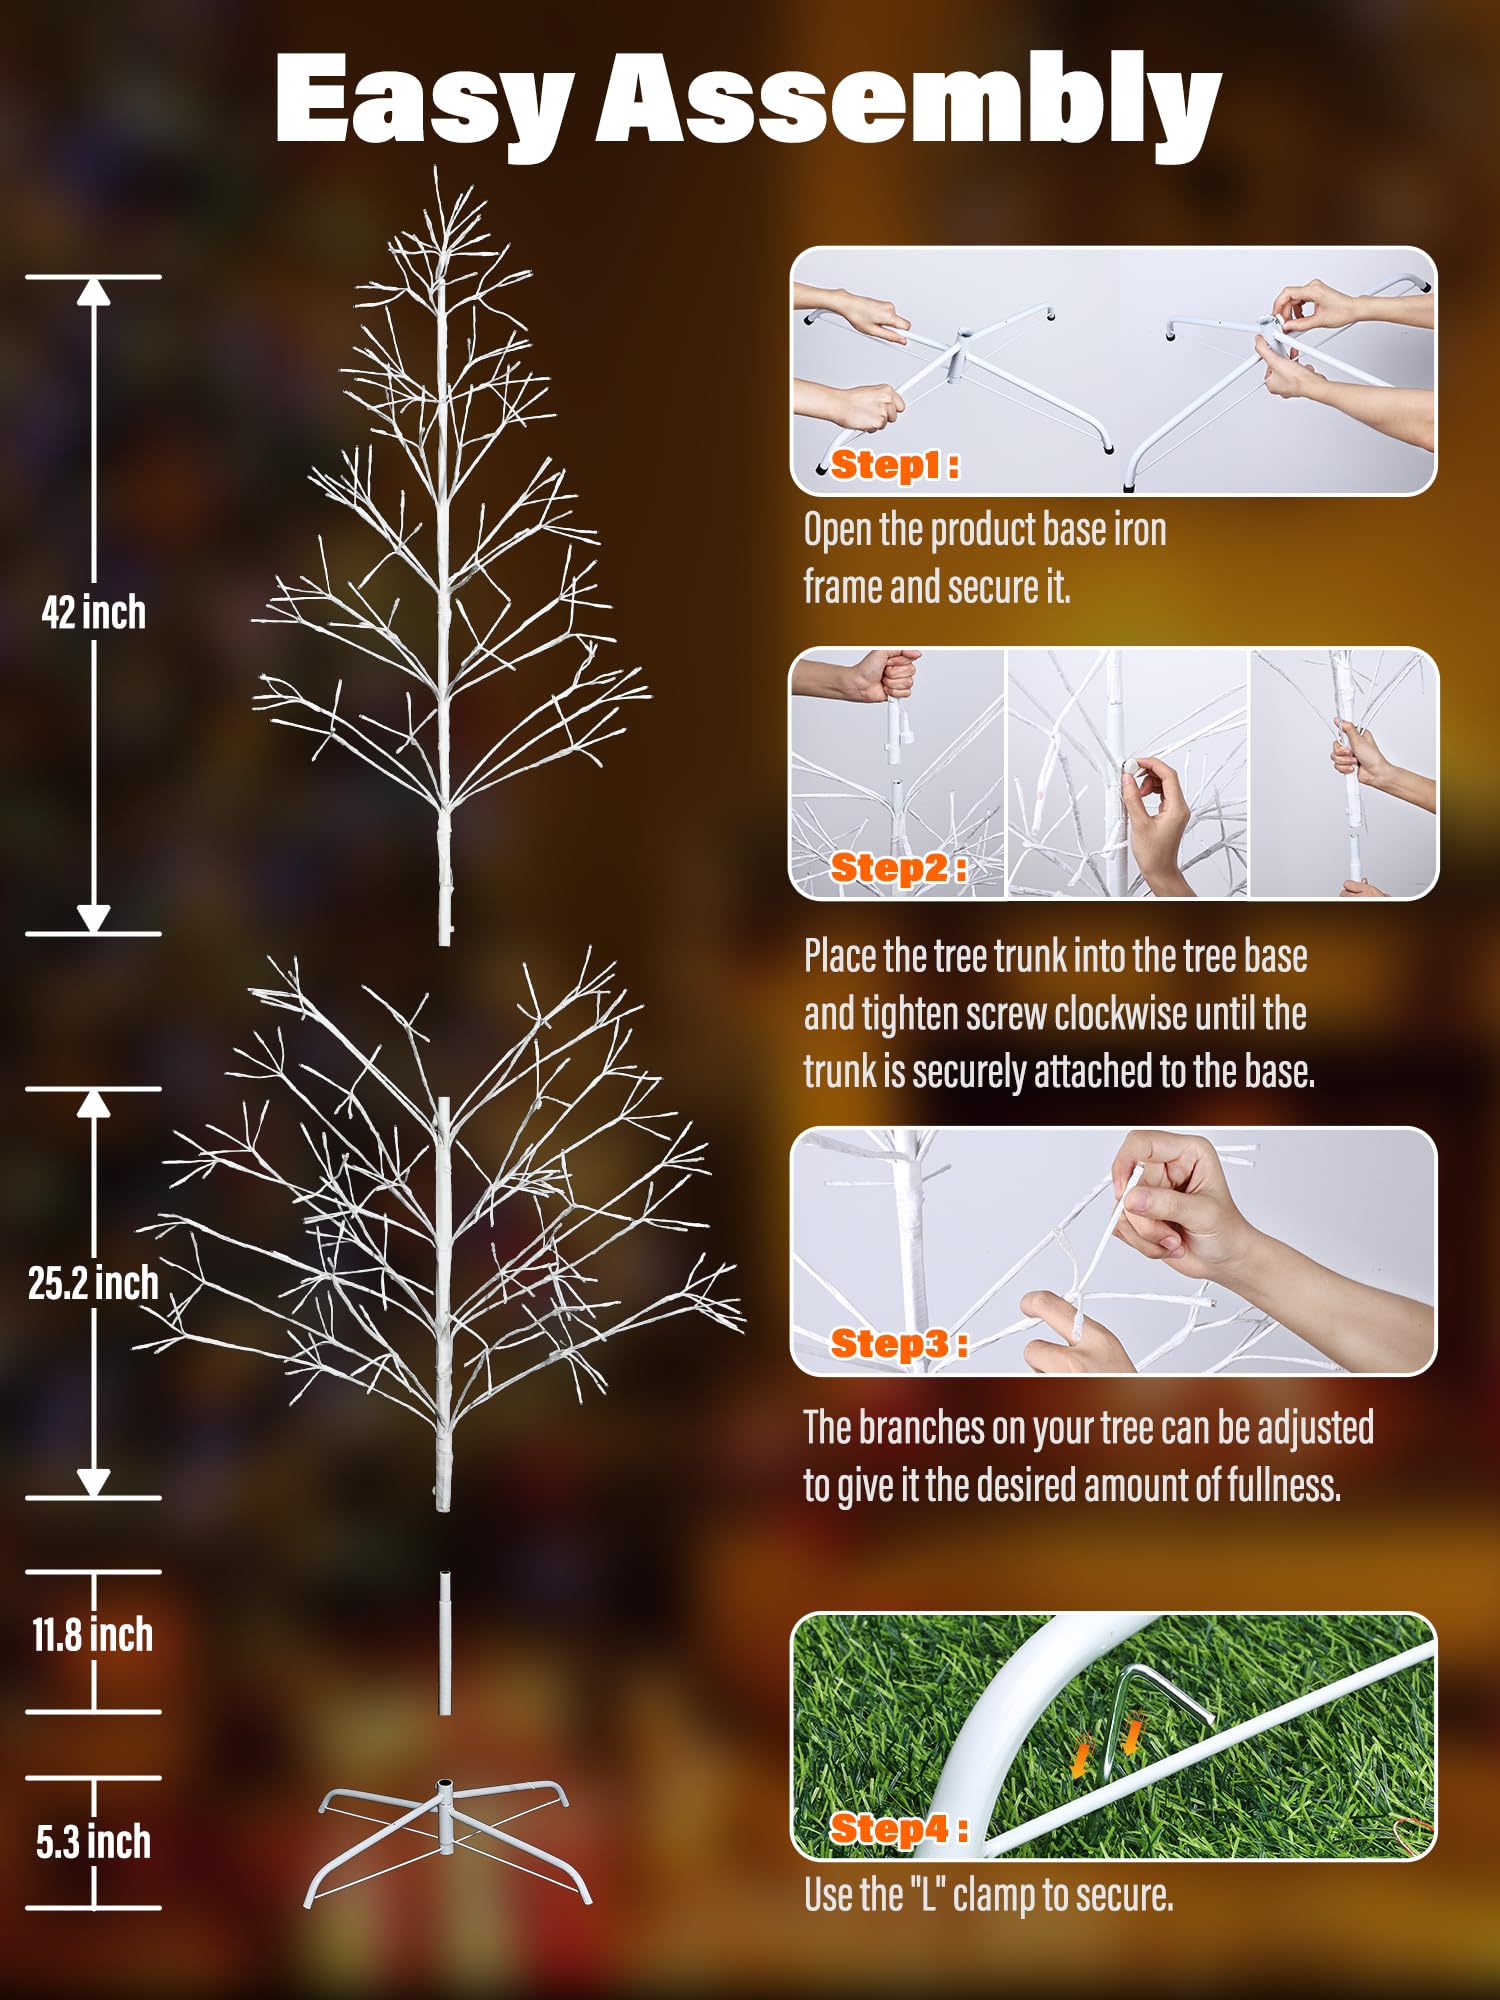 Easy Assembly
42 inch
25.2 inch
11.8 inch
5.3 inch
Step1:
Open the product base iron
frame and secure it.
Step2:
Place the tree trunk into the tree base
and tighten screw clockwise until the
trunk is securely attached to the base.
Step3:
The branches on your tree can be adjusted
to give it the desired amount of fullness.
Step4:
Use the "L" clamp to secure.